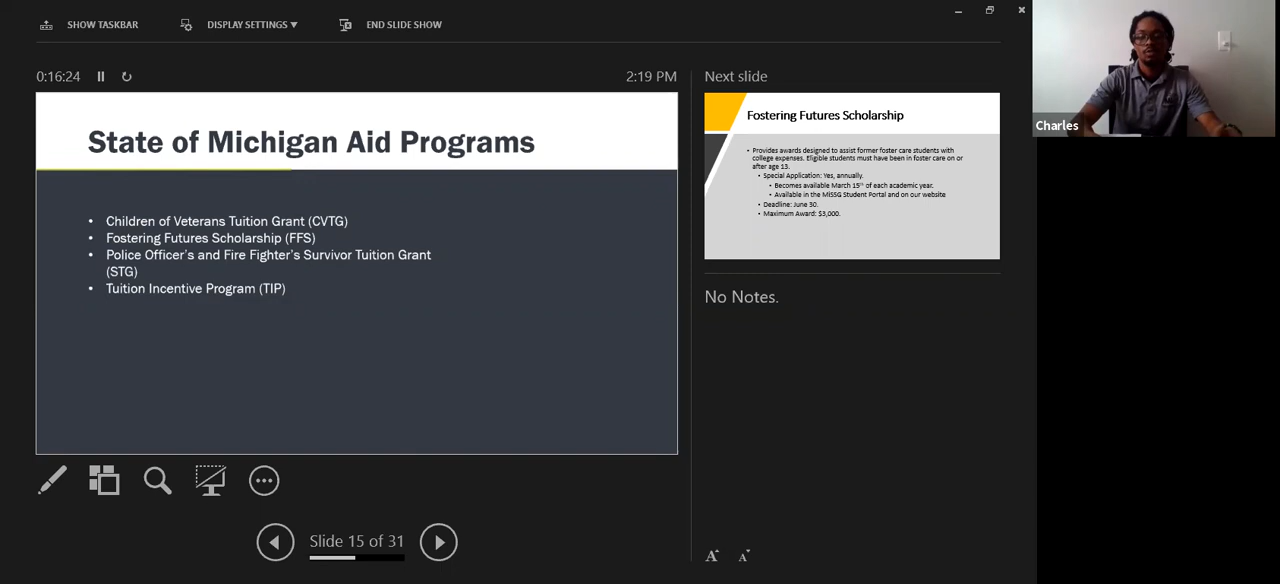 SHOW TASKBAR
DISPLAY SETTINGS ▼
END SLIDE SHOW
0:16:24
2:19 PM
State of Michigan Aid Programs
• Children of Veterans Tuition Grant (CVTG)
• Fostering Futures Scholarship (FFS)
• Police Officer's and Fire Fighter's Survivor Tuition Grant
(STG)
• Tuition Incentive Program (TIP)
Slide 15 of 31
Next slide
Fostering Futures Scholarship
• Provides awards designed to assist former foster care students with
college expenses. Eligible students must have been in foster care on or
after age 13.
• Special Application: Yes, annually.
• Becomes available March 15th of each academic year.
• Available in the MiSSG Student Portal and on our website
• Deadline: June 30.
• Maximum Award: $3,000.
No Notes.
A A
Charles